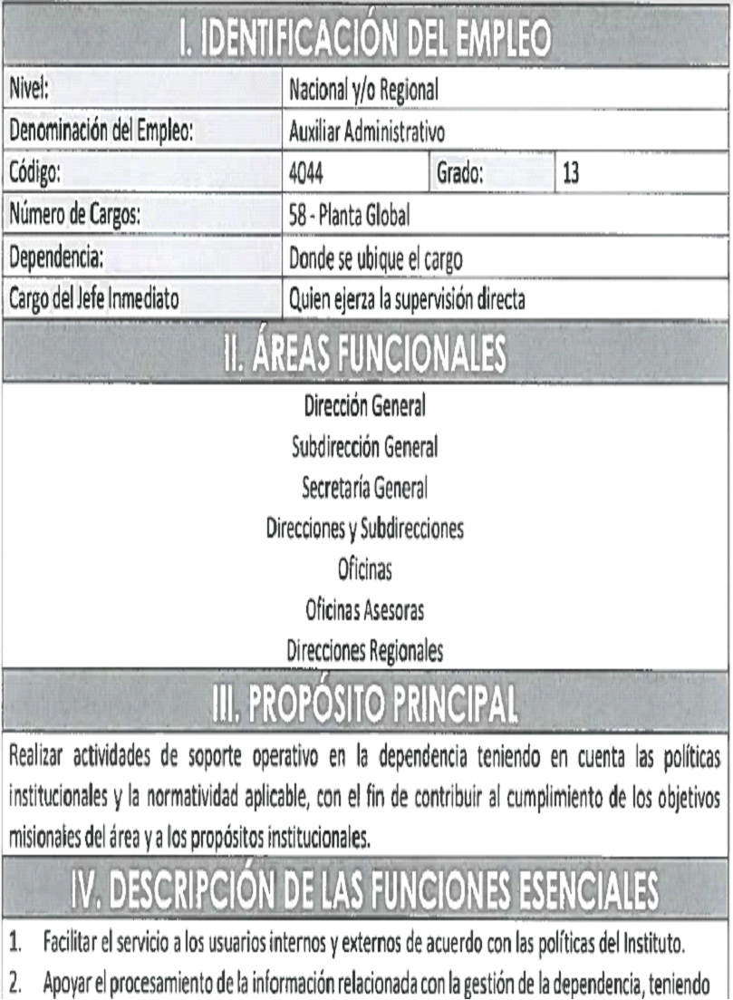 I. IDENTIFICACIÓN DEL EMPLEO
Nivel: Nacional y/o Regional
Denominación del Empleo: Auxiliar Administrativo
Código: 4044 Grado: 13
Número de Cargos: 58 - Planta Global
Dependencia: Donde se ubique el cargo
Cargo del Jefe Inmediato Quien ejerza la supervisión directa
II. ÁREAS FUNCIONALES
Dirección General
Subdirección General
Secretaría General
Direcciones y Subdirecciones
Oficinas
Oficinas Asesoras
Direcciones Regionales
III. PROPÓSITO PRINCIPAL
Realizar actividades de soporte operativo en la dependencia teniendo en cuenta las políticas
institucionales y la normatividad aplicable, con el fin de contribuir al cumplimiento de los objetivos
misionales del área y a los propósitos institucionales.
IV. DESCRIPCIÓN DE LAS FUNCIONES ESENCIALES
1. Facilitar el servicio a los usuarios internos y externos de acuerdo con las políticas del Instituto.
2. Apoyar el procesamiento de la información relacionada con la gestión de la dependencia, teniendo